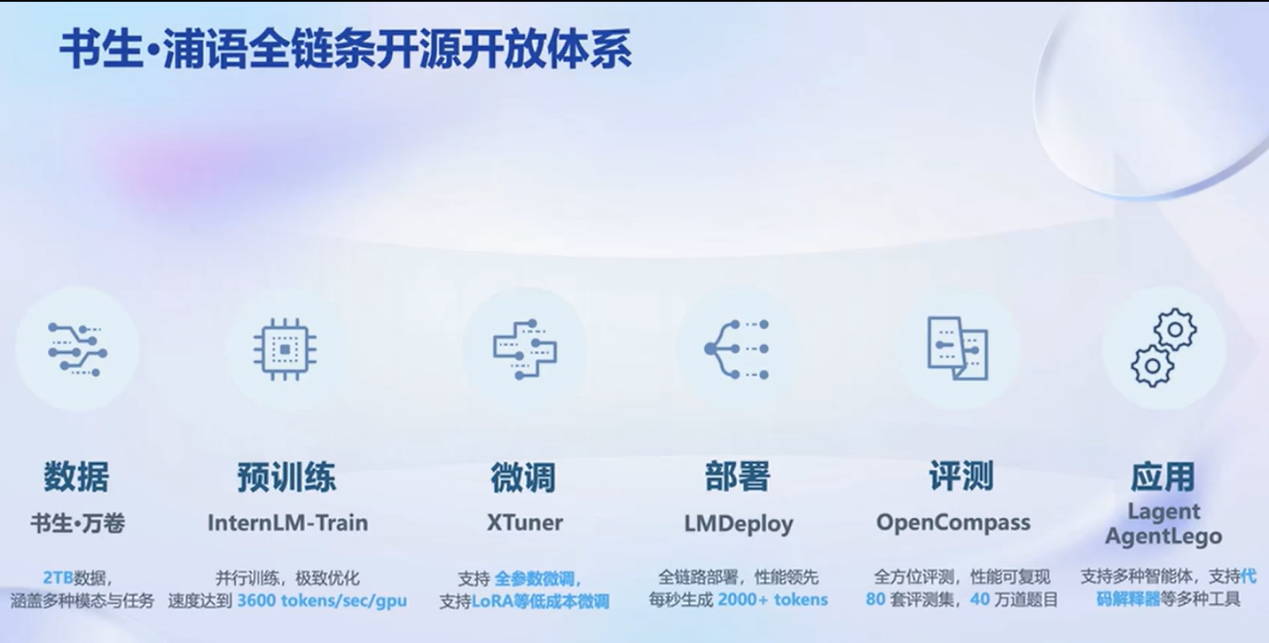 书生·浦语全链条开源开放体系
数据
书生·万卷
2TB数据，
涵盖多种模态与任务
预训练
InternLM-Train
并行训练，极致优化
速度达到 3600 tokens/sec/gpu
微调
XTuner
支持 全参数微调，
支持LoRA等低成本微调
部署
LMDeploy
全链路部署，性能领先
每秒生成 2000+ tokens
评测
OpenCompass
全方位评测，性能可复现
80 套评测集，40 万道题目
应用
Lagent
AgentLego
支持多种智能体，支持代
码解释器等多种工具